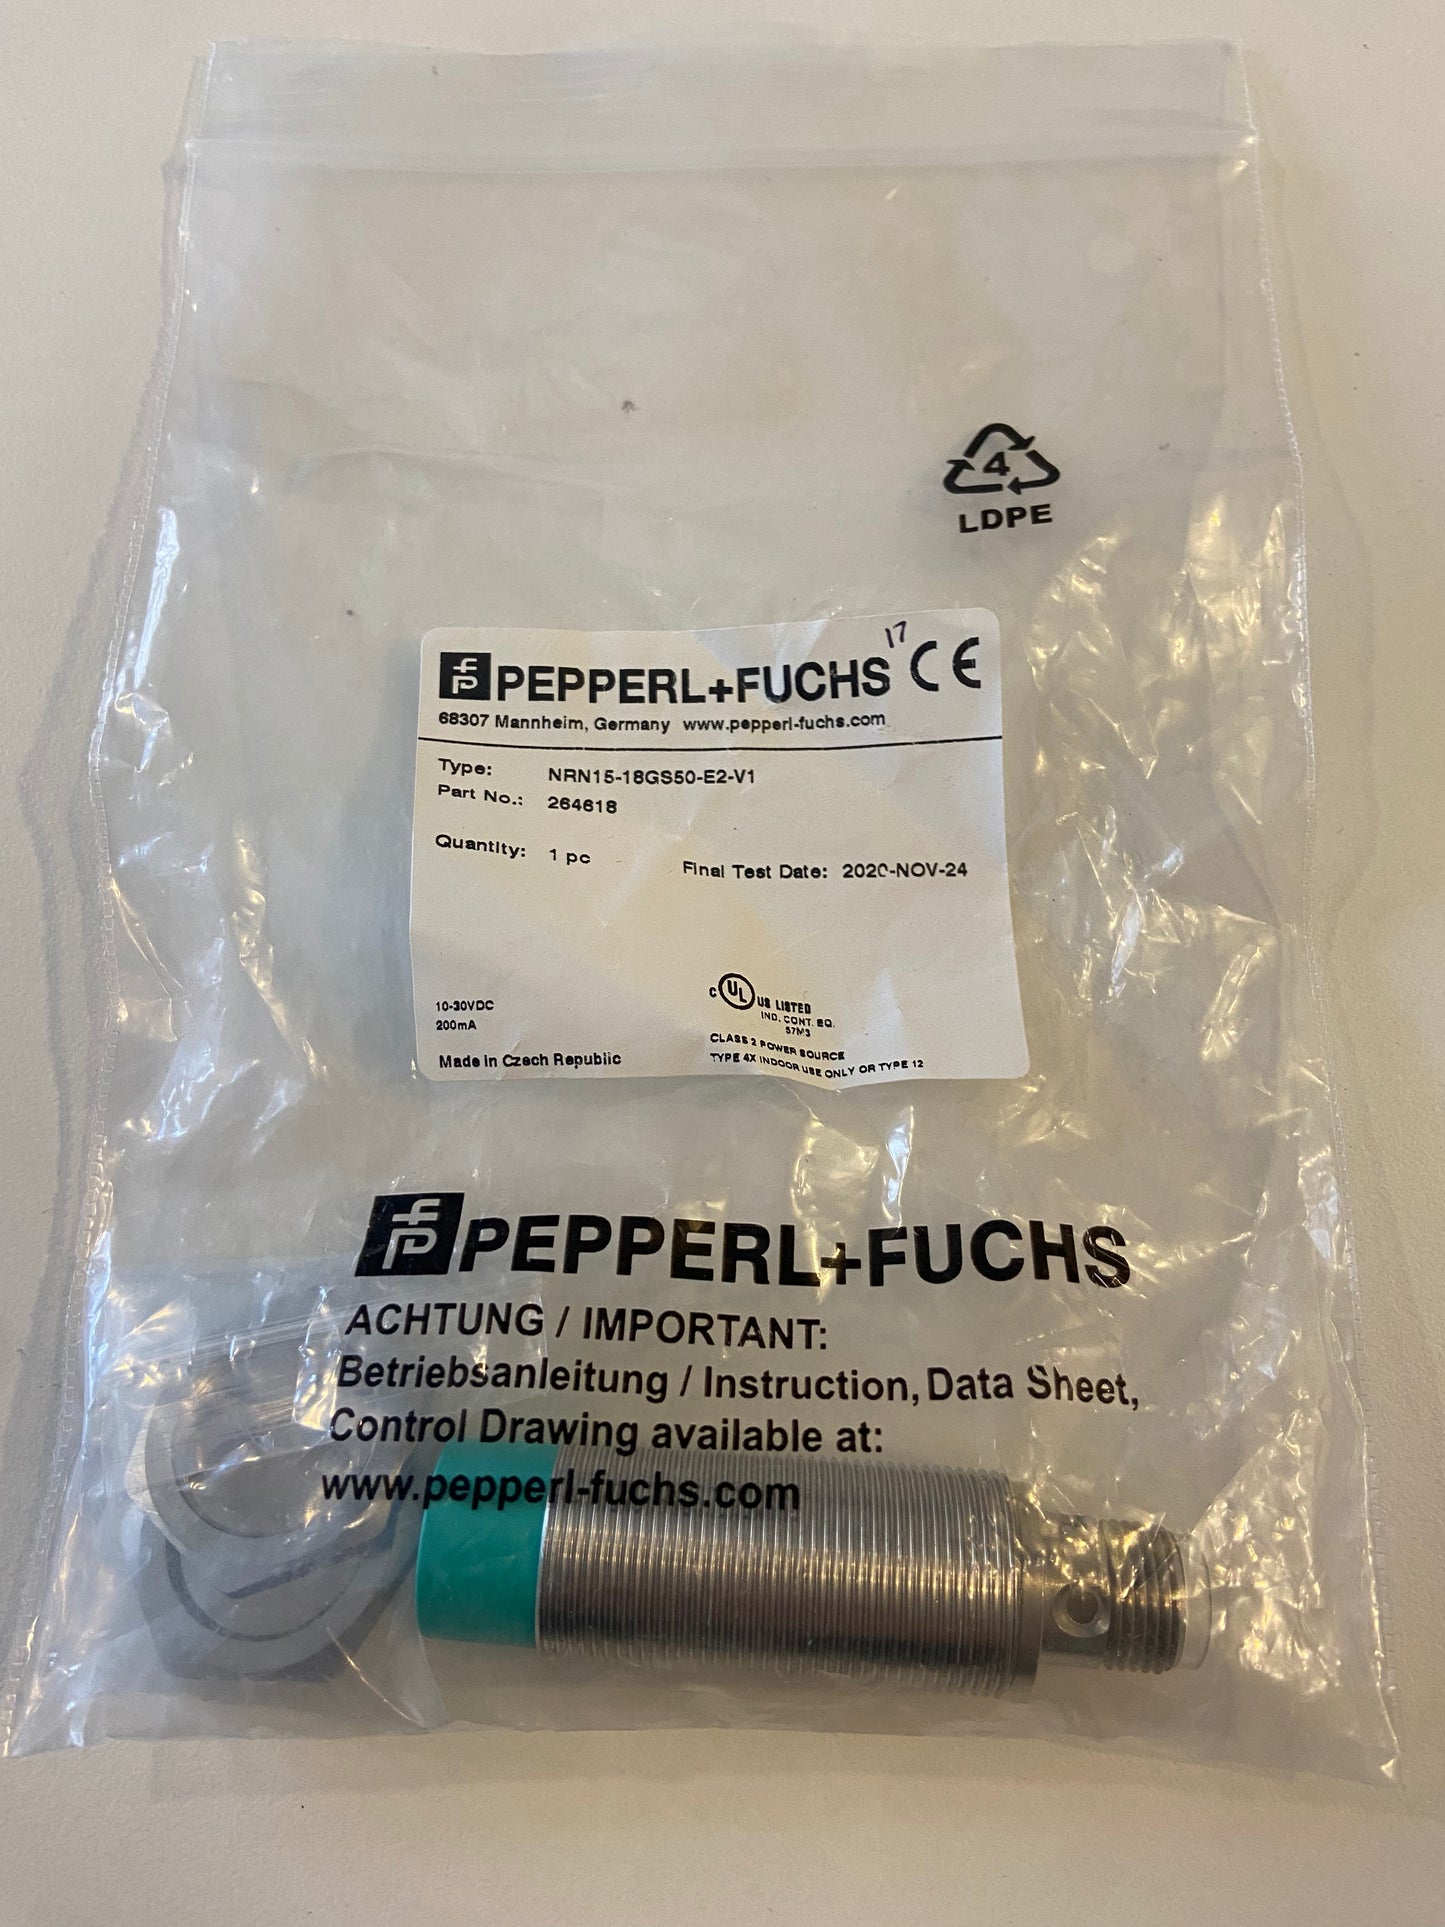 4
LDPE
17
PEPPERL+FUCHS CE
68307 Mannheim, Germany www.pepperl-fuchs.com
Type: NRN15-18GS50-E2-V1
Part No.: 264618
Quantity: 1 pc
Final Test Date: 2020-NOV-24
10-30VDC
200mA
Made in Czech Republic
C UL US LISTED
IND. CONT. EQ.
57M3
CLASS 2 POWER SOURCE
TYPE 4X INDOOR USE ONLY OR TYPE 12
PEPPERL+FUCHS
ACHTUNG / IMPORTANT:
Betriebsanleitung / Instruction, Data Sheet,
Control Drawing available at:
www.pepperl-fuchs.com